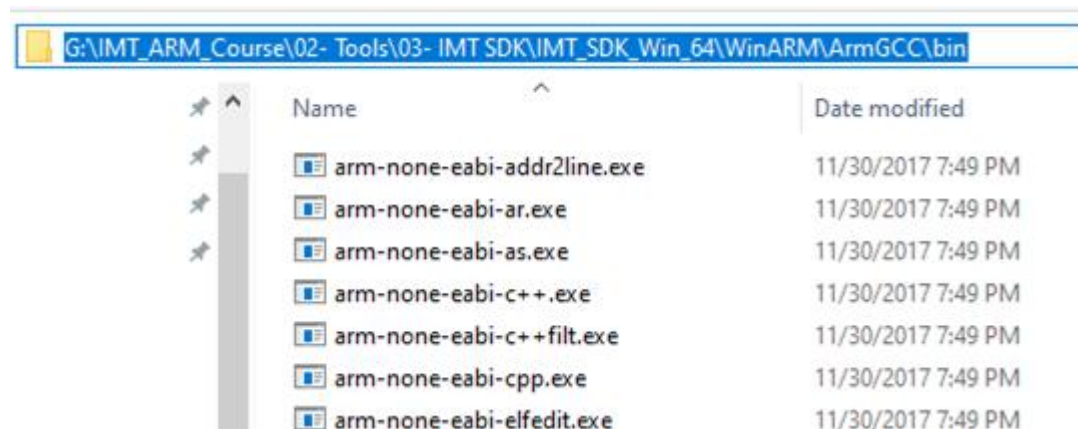 G:\IMT_ARM_Course\02- Tools\03- IMT SDK\IMT_SDK_Win_64\WinARM\ArmGCC\bin
Name Date modified
arm-none-eabi-addr2line.exe 11/30/2017 7:49 PM
arm-none-eabi-ar.exe 11/30/2017 7:49 PM
arm-none-eabi-as.exe 11/30/2017 7:49 PM
arm-none-eabi-c++.exe 11/30/2017 7:49 PM
arm-none-eabi-c++filt.exe 11/30/2017 7:49 PM
arm-none-eabi-cpp.exe 11/30/2017 7:49 PM
arm-none-eabi-elfedit.exe 11/30/2017 7:49 PM